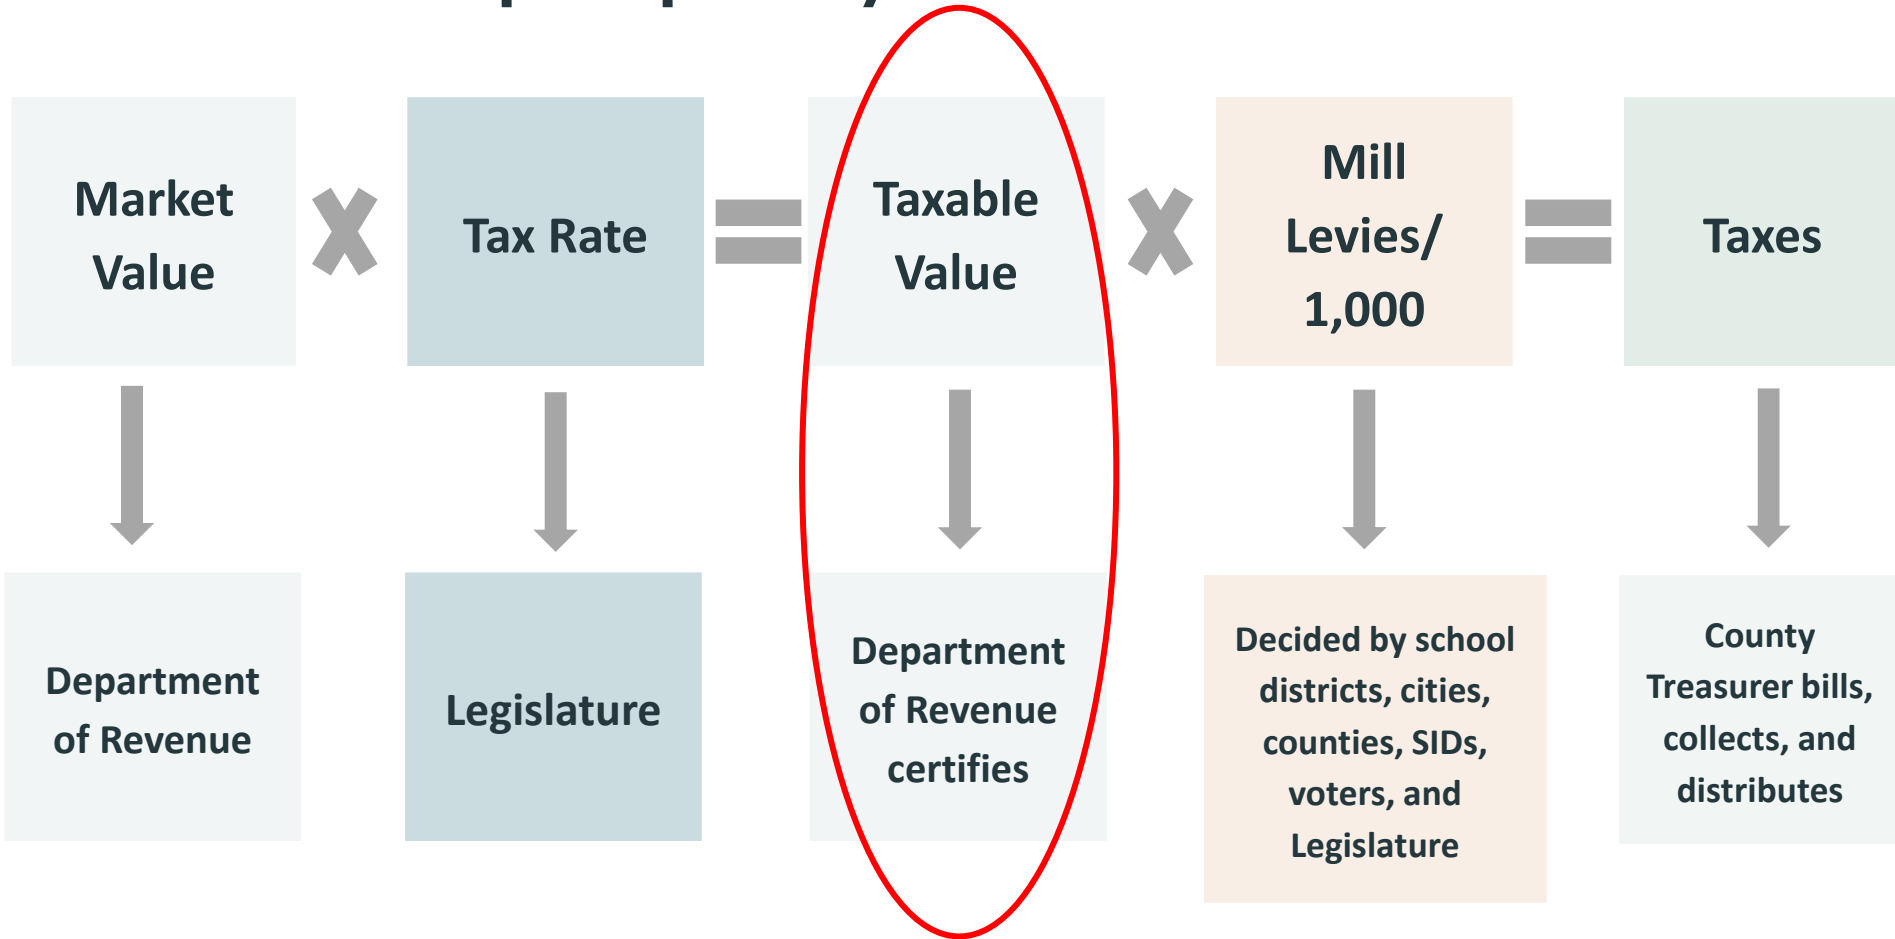 Market
Value
Tax Rate
Taxable
Value
Mill
Levies/
1,000
Taxes
Department
of Revenue
Legislature
Department
of Revenue
certifies
Decided by school
districts, cities,
counties, SIDs,
voters, and
Legislature
County
Treasurer bills,
collects, and
distributes